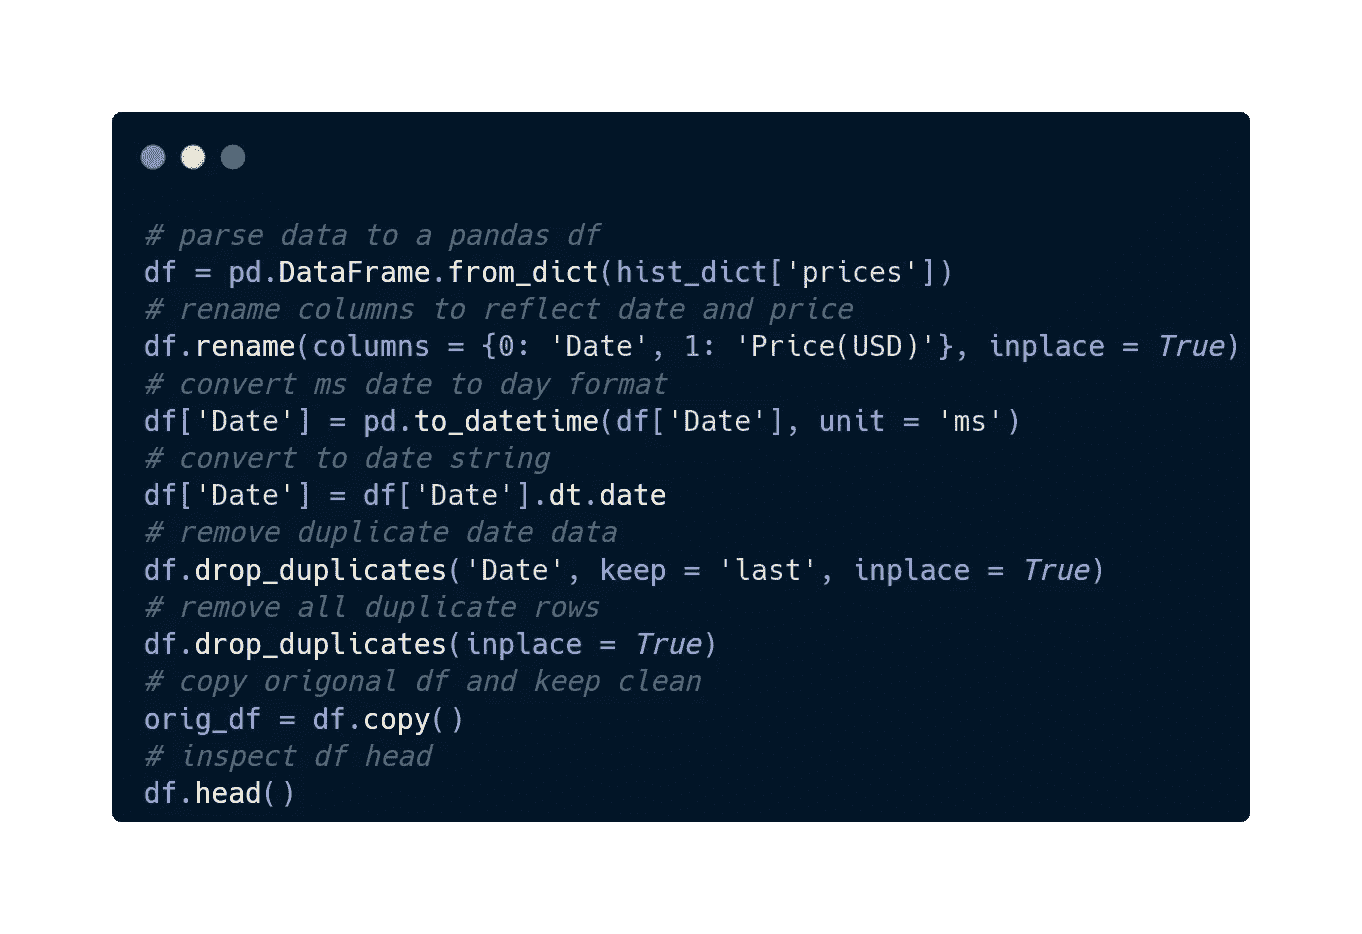 # parse data to a pandas df
df = pd.DataFrame.from_dict(hist_dict['prices'])
# rename columns to reflect date and price
df.rename(columns = {0: 'Date', 1: 'Price(USD)'}, inplace = True)
# convert ms date to day format
df['Date'] = pd.to_datetime(df['Date'], unit = 'ms')
# convert to date string
df['Date'] = df['Date'].dt.date
# remove duplicate date data
df.drop_duplicates('Date', keep = 'last', inplace = True)
# remove all duplicate rows
df.drop_duplicates(inplace = True)
# copy origonal df and keep clean
orig_df = df.copy()
# inspect df head
df.head()